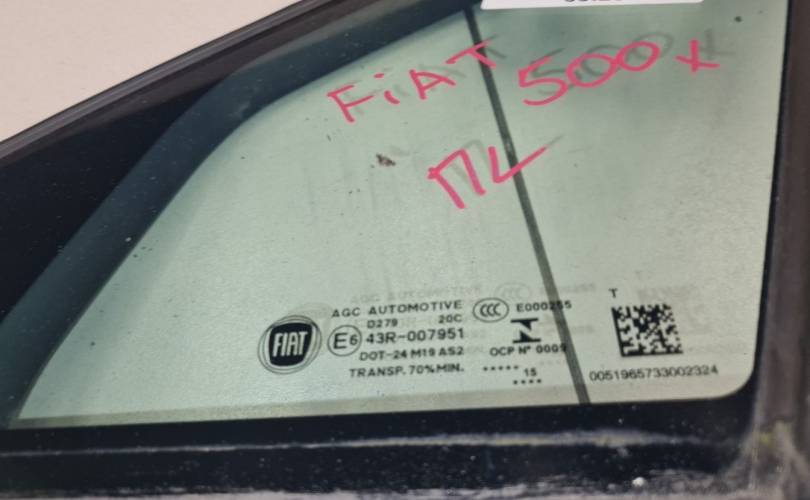 FiAT 500x
ПL
AGC AUTOMOTIVE
D279 20C
E6 43R-007951
DOT-24 M19 AS2
TRANSP. 70%MIN.
FIAT
CCC E000255
OCP Nº 0009
••••• 15
••••
T
0051965733002324